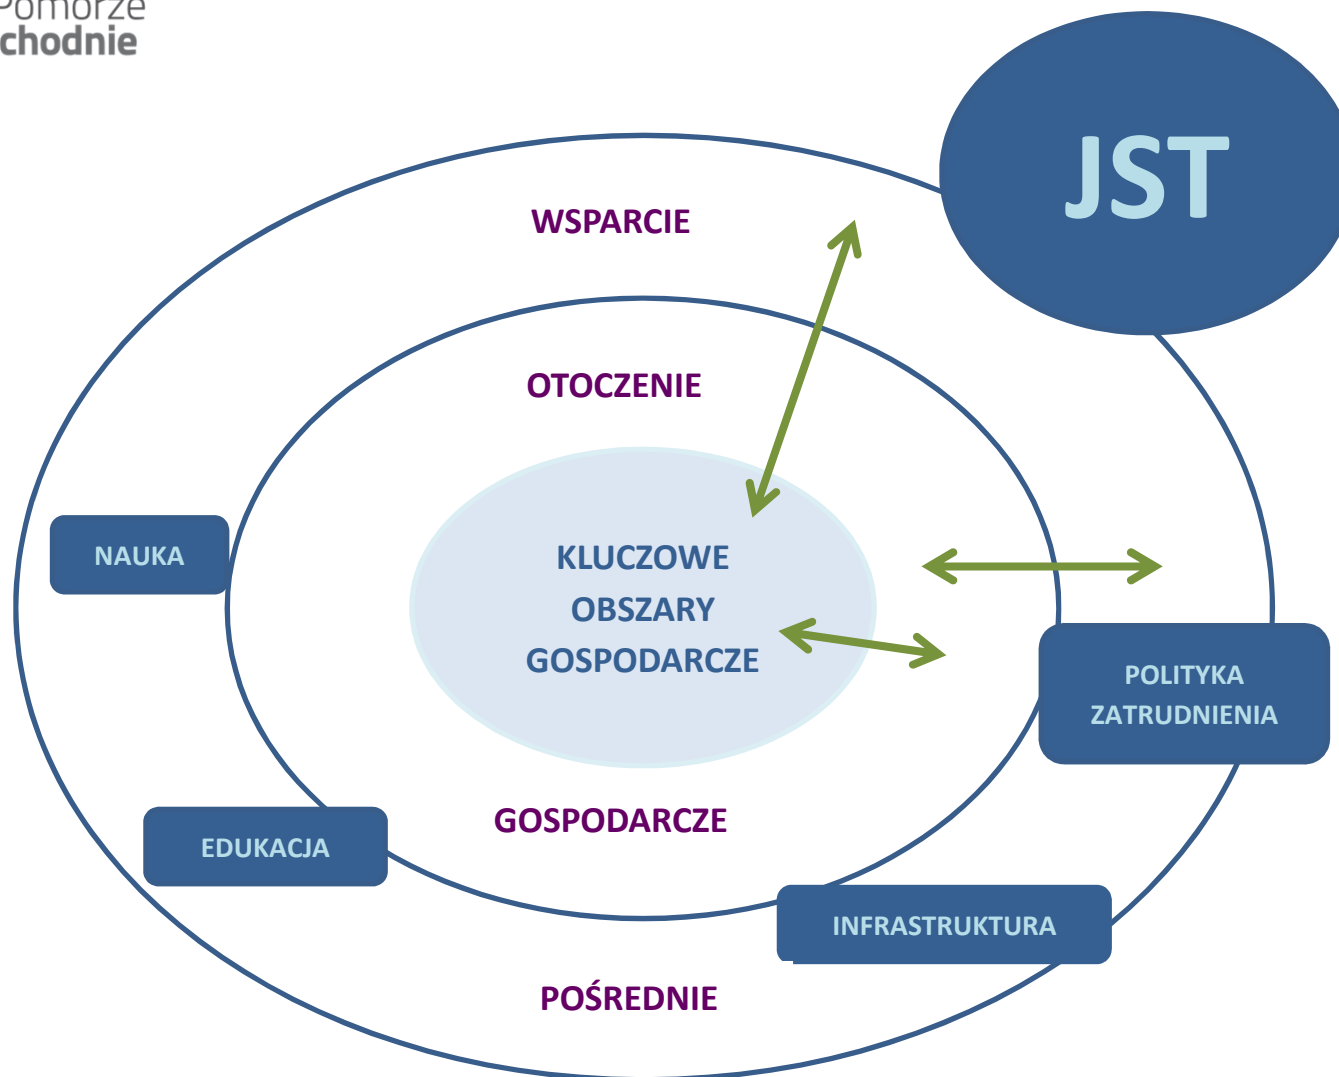 Pomorze
chodnie
JST
WSPARCIE
OTOCZENIE
KLUCZOWE
OBSZARY
GOSPODARCZE
NAUKA
POLITYKA
ZATRUDNIENIA
GOSPODARCZE
EDUKACJA
INFRASTRUKTURA
POŚREDNIE